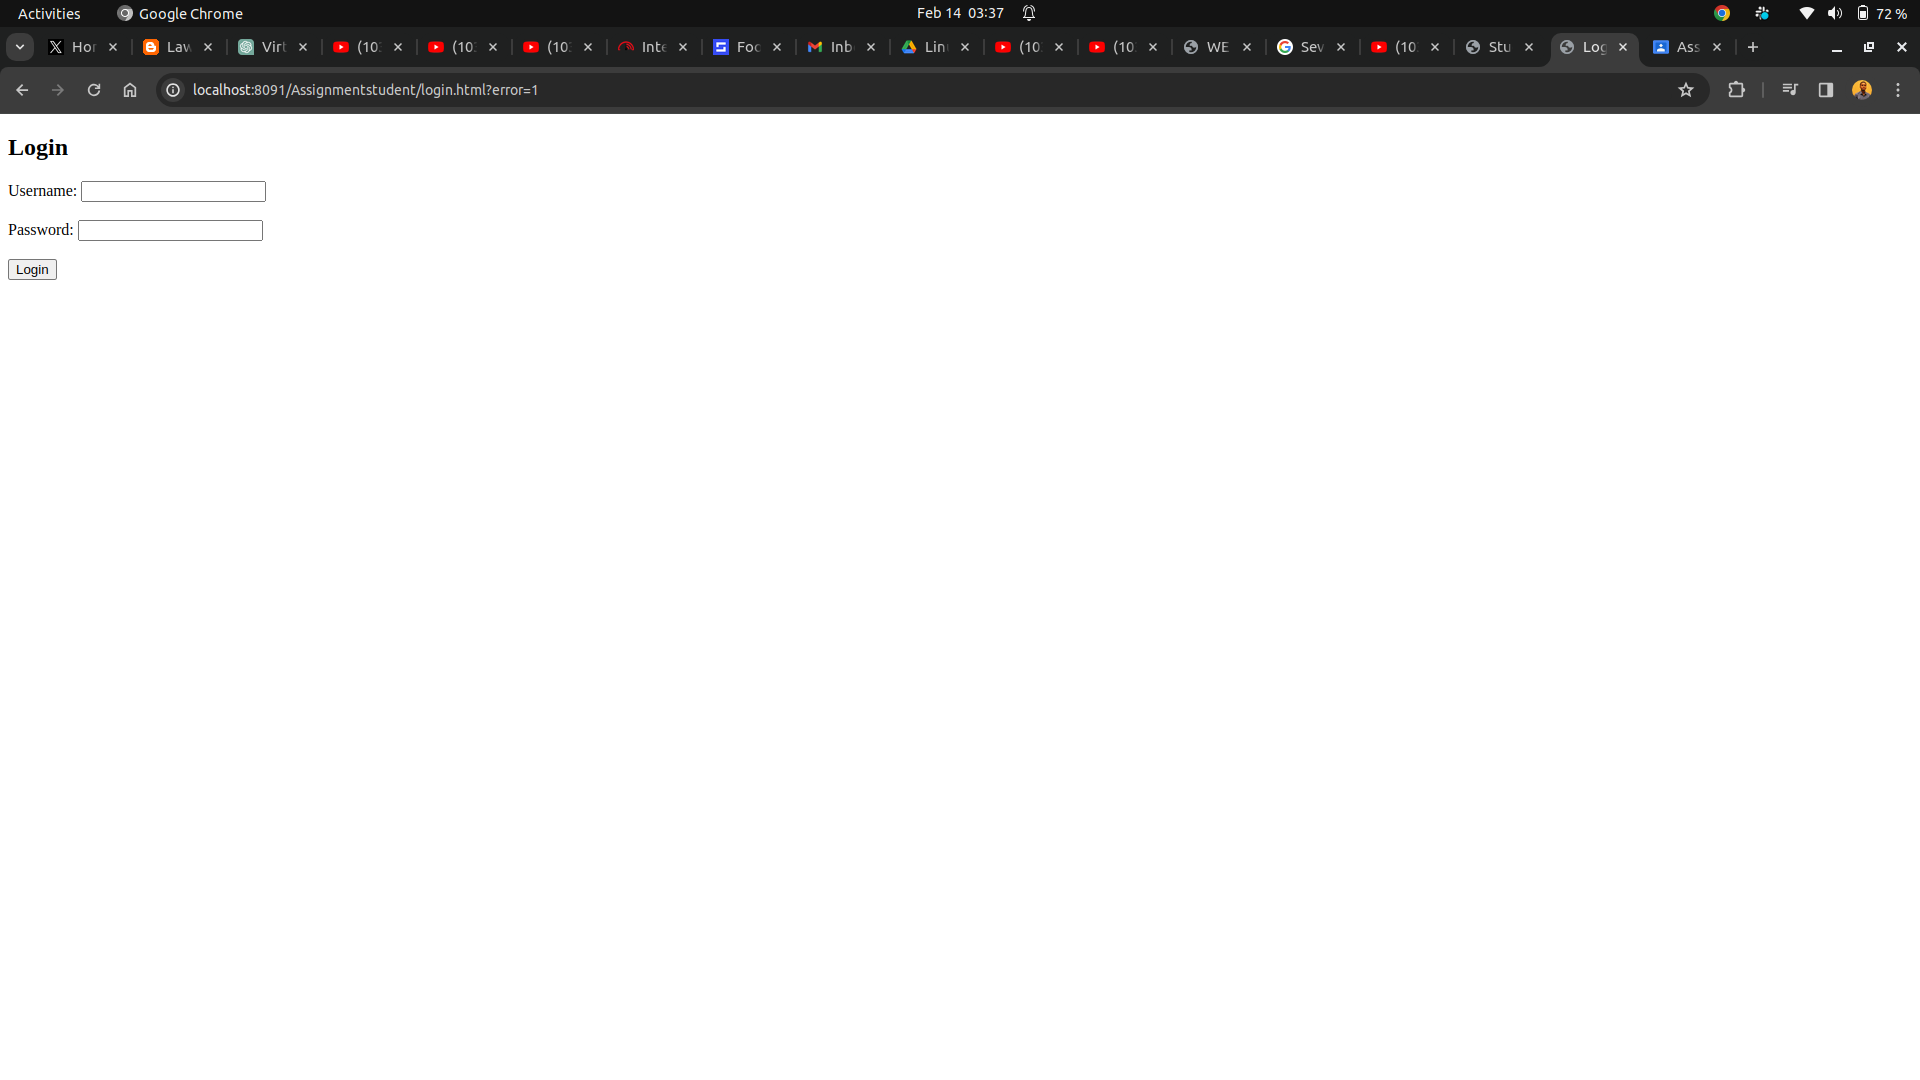 Activities Google Chrome Feb 14 03:37 72 %
Hor Law Virt (10 (10 (10 Inte Foo Inb Lin (10 (10 WE Sev (10 Stu Log Ass
localhost:8091/Assignmentstudent/login.html?error=1
Login
Username:
Password:
Login